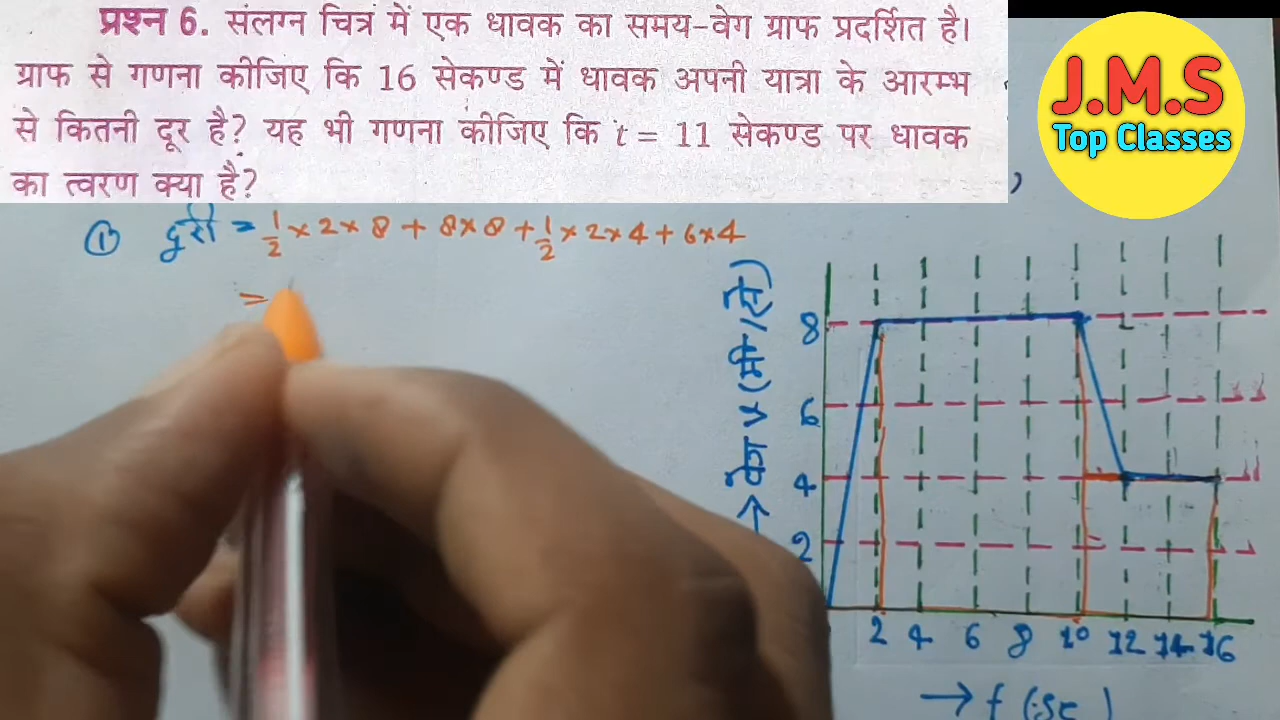 प्रश्न 6. संलग्न चित्र में एक धावक का समय-वेग ग्राफ प्रदर्शित है।
ग्राफ से गणना कीजिए कि 16 सेकण्ड में धावक अपनी यात्रा के आरम्भ
से कितनी दूर है? यह भी गणना कीजिए कि t = 11 सेकण्ड पर धावक
का त्वरण क्या है?
J.M.S
Top Classes
① दूरी = 1/2 × 2 × 8 + 8×8 + 1/2 × 2×4 + 6×4
=
→ वेग v (मी/से)
8
6
4
2
2 4 6 8 10 12 14 16
→ t (se )